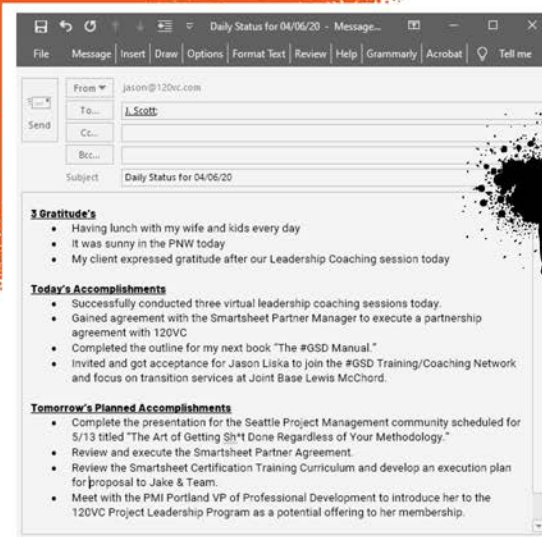 Daily Status for 04/06/20 - Message...
File Message Insert Draw Options Format Text Review Help Grammarly Acrobat Tell me
From jason@120vc.com
To... J. Scott;
Send
Cc...
Bcc...
Subject Daily Status for 04/06/20
3 Gratitude's
• Having lunch with my wife and kids every day
• It was sunny in the PNW today
• My client expressed gratitude after our Leadership Coaching session today
Today's Accomplishments
• Successfully conducted three virtual leadership coaching sessions today.
• Gained agreement with the Smartsheet Partner Manager to execute a partnership
agreement with 120VC
• Completed the outline for my next book "The #GSD Manual."
• Invited and got acceptance for Jason Liska to join the #GSD Training/Coaching Network
and focus on transition services at Joint Base Lewis McChord.
Tomorrow's Planned Accomplishments
• Complete the presentation for the Seattle Project Management community scheduled for
5/13 titled "The Art of Getting Sh*t Done Regardless of Your Methodology."
• Review and execute the Smartsheet Partner Agreement.
• Review the Smartsheet Certification Training Curriculum and develop an execution plan
for proposal to Jake & Team.
• Meet with the PMI Portland VP of Professional Development to introduce her to the
120VC Project Leadership Program as a potential offering to her membership.